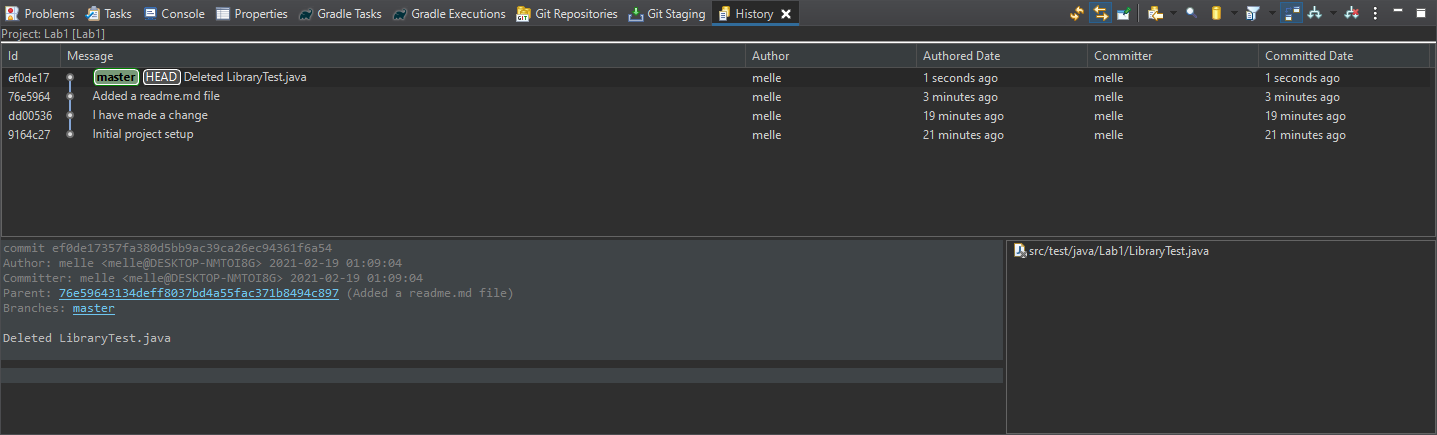 Problems Tasks Console Properties Gradle Tasks Gradle Executions Git Repositories Git Staging History
Project: Lab1 [Lab1]
Id Message Author Authored Date Committer Committed Date
ef0de17 master HEAD Deleted LibraryTest.java melle 1 seconds ago melle 1 seconds ago
76e5964 Added a readme.md file melle 3 minutes ago melle 3 minutes ago
dd00536 I have made a change melle 19 minutes ago melle 19 minutes ago
9164c27 Initial project setup melle 21 minutes ago melle 21 minutes ago
commit ef0de17357fa380d5bb9ac39ca26ec94361f6a54
Author: melle <melle@DESKTOP-NMTOI8G> 2021-02-19 01:09:04
Committer: melle <melle@DESKTOP-NMTOI8G> 2021-02-19 01:09:04
Parent: 76e59643134deff8037bd4a55fac371b8494c897 (Added a readme.md file)
Branches: master
Deleted LibraryTest.java
src/test/java/Lab1/LibraryTest.java